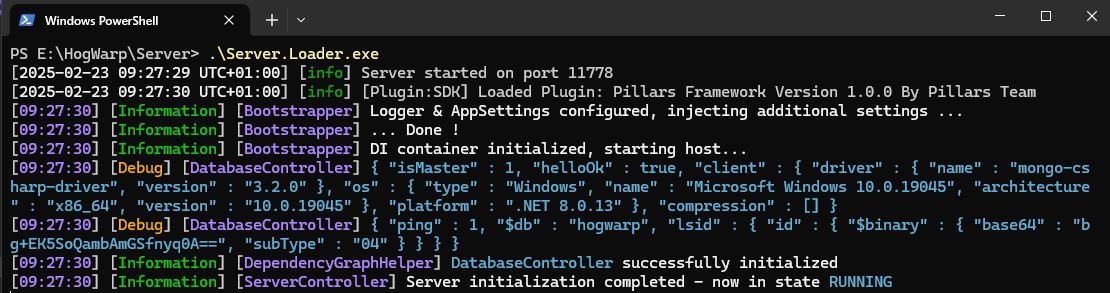 Windows PowerShell
PS E:\HogWarp\Server> .\Server.Loader.exe
[2025-02-23 09:27:29 UTC+01:00] [info] Server started on port 11778
[2025-02-23 09:27:30 UTC+01:00] [info] [Plugin:SDK] Loaded Plugin: Pillars Framework Version 1.0.0 By Pillars Team
[09:27:30] [Information] [Bootstrapper] Logger & AppSettings configured, injecting additional settings ...
[09:27:30] [Information] [Bootstrapper] ... Done !
[09:27:30] [Information] [Bootstrapper] DI container initialized, starting host...
[09:27:30] [Debug] [DatabaseController] { "isMaster" : 1, "helloOk" : true, "client" : { "driver" : { "name" : "mongo-cs
harp-driver", "version" : "3.2.0" }, "os" : { "type" : "Windows", "name" : "Microsoft Windows 10.0.19045", "architecture
" : "x86_64", "version" : "10.0.19045" }, "platform" : ".NET 8.0.13" }, "compression" : [] }
[09:27:30] [Debug] [DatabaseController] { "ping" : 1, "$db" : "hogwarp", "lsid" : { "id" : { "$binary" : { "base64" : "b
g+EK5SoQambAmGSfnyq0A==", "subType" : "04" } } } }
[09:27:30] [Information] [DependencyGraphHelper] DatabaseController successfully initialized
[09:27:30] [Information] [ServerController] Server initialization completed - now in state RUNNING